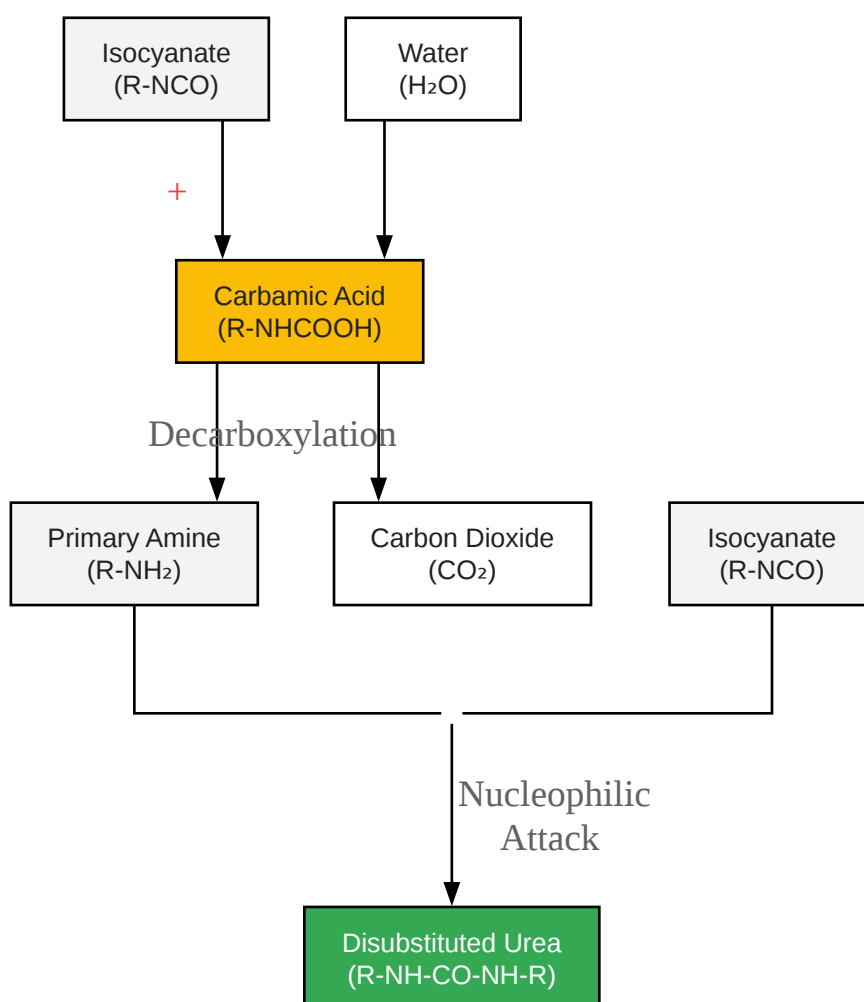 Isocyanate
(R-NCO)
Water
(H₂O)
+
Carbamic Acid
(R-NHCOOH)
Decarboxylation
Primary Amine
(R-NH₂)
Carbon Dioxide
(CO₂)
Isocyanate
(R-NCO)
Nucleophilic
Attack
Disubstituted Urea
(R-NH-CO-NH-R)